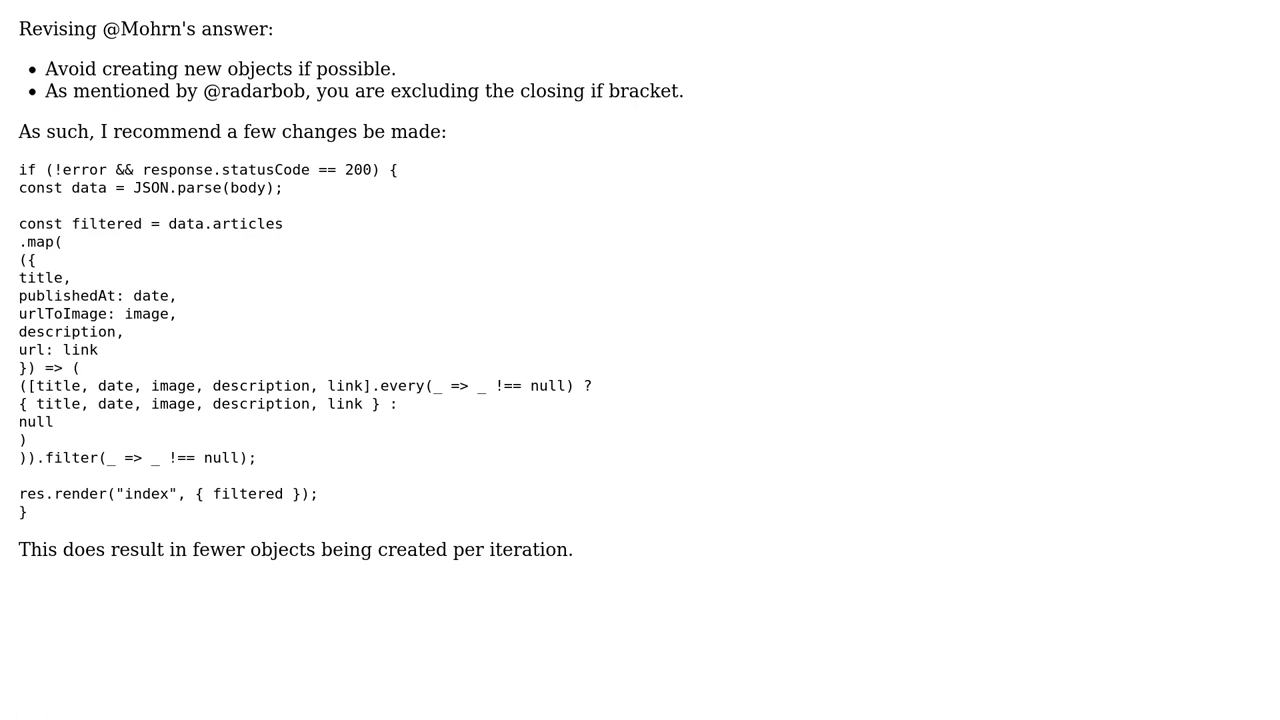 Revising @Mohrn's answer:
• Avoid creating new objects if possible.
• As mentioned by @radarbob, you are excluding the closing if bracket.
As such, I recommend a few changes be made:
if (!error && response.statusCode == 200) {
const data = JSON.parse(body);
const filtered = data.articles
.map(
({
title,
publishedAt: date,
urlToImage: image,
description,
url: link
}) => (
([title, date, image, description, link].every(_ => _ !== null) ?
{ title, date, image, description, link } :
null
)
)).filter(_ => _ !== null);
res.render("index", { filtered });
}
This does result in fewer objects being created per iteration.